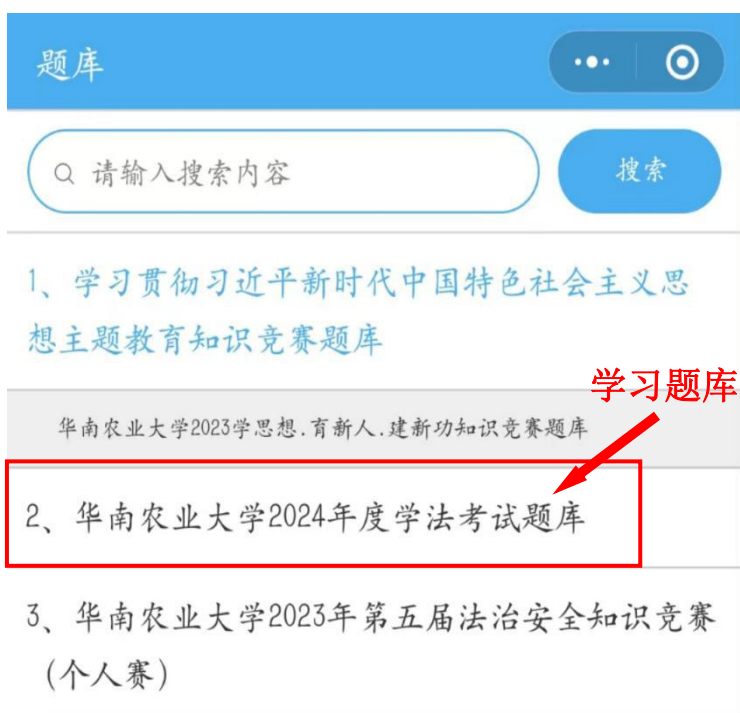 题库
请输入搜索内容
搜索
1、学习贯彻习近平新时代中国特色社会主义思
想主题教育知识竞赛题库
学习题库
华南农业大学2023学思想.育新人.建新功知识竞赛题库
2、华南农业大学2024年度学法考试题库
3、华南农业大学2023年第五届法治安全知识竞赛
(个人赛)